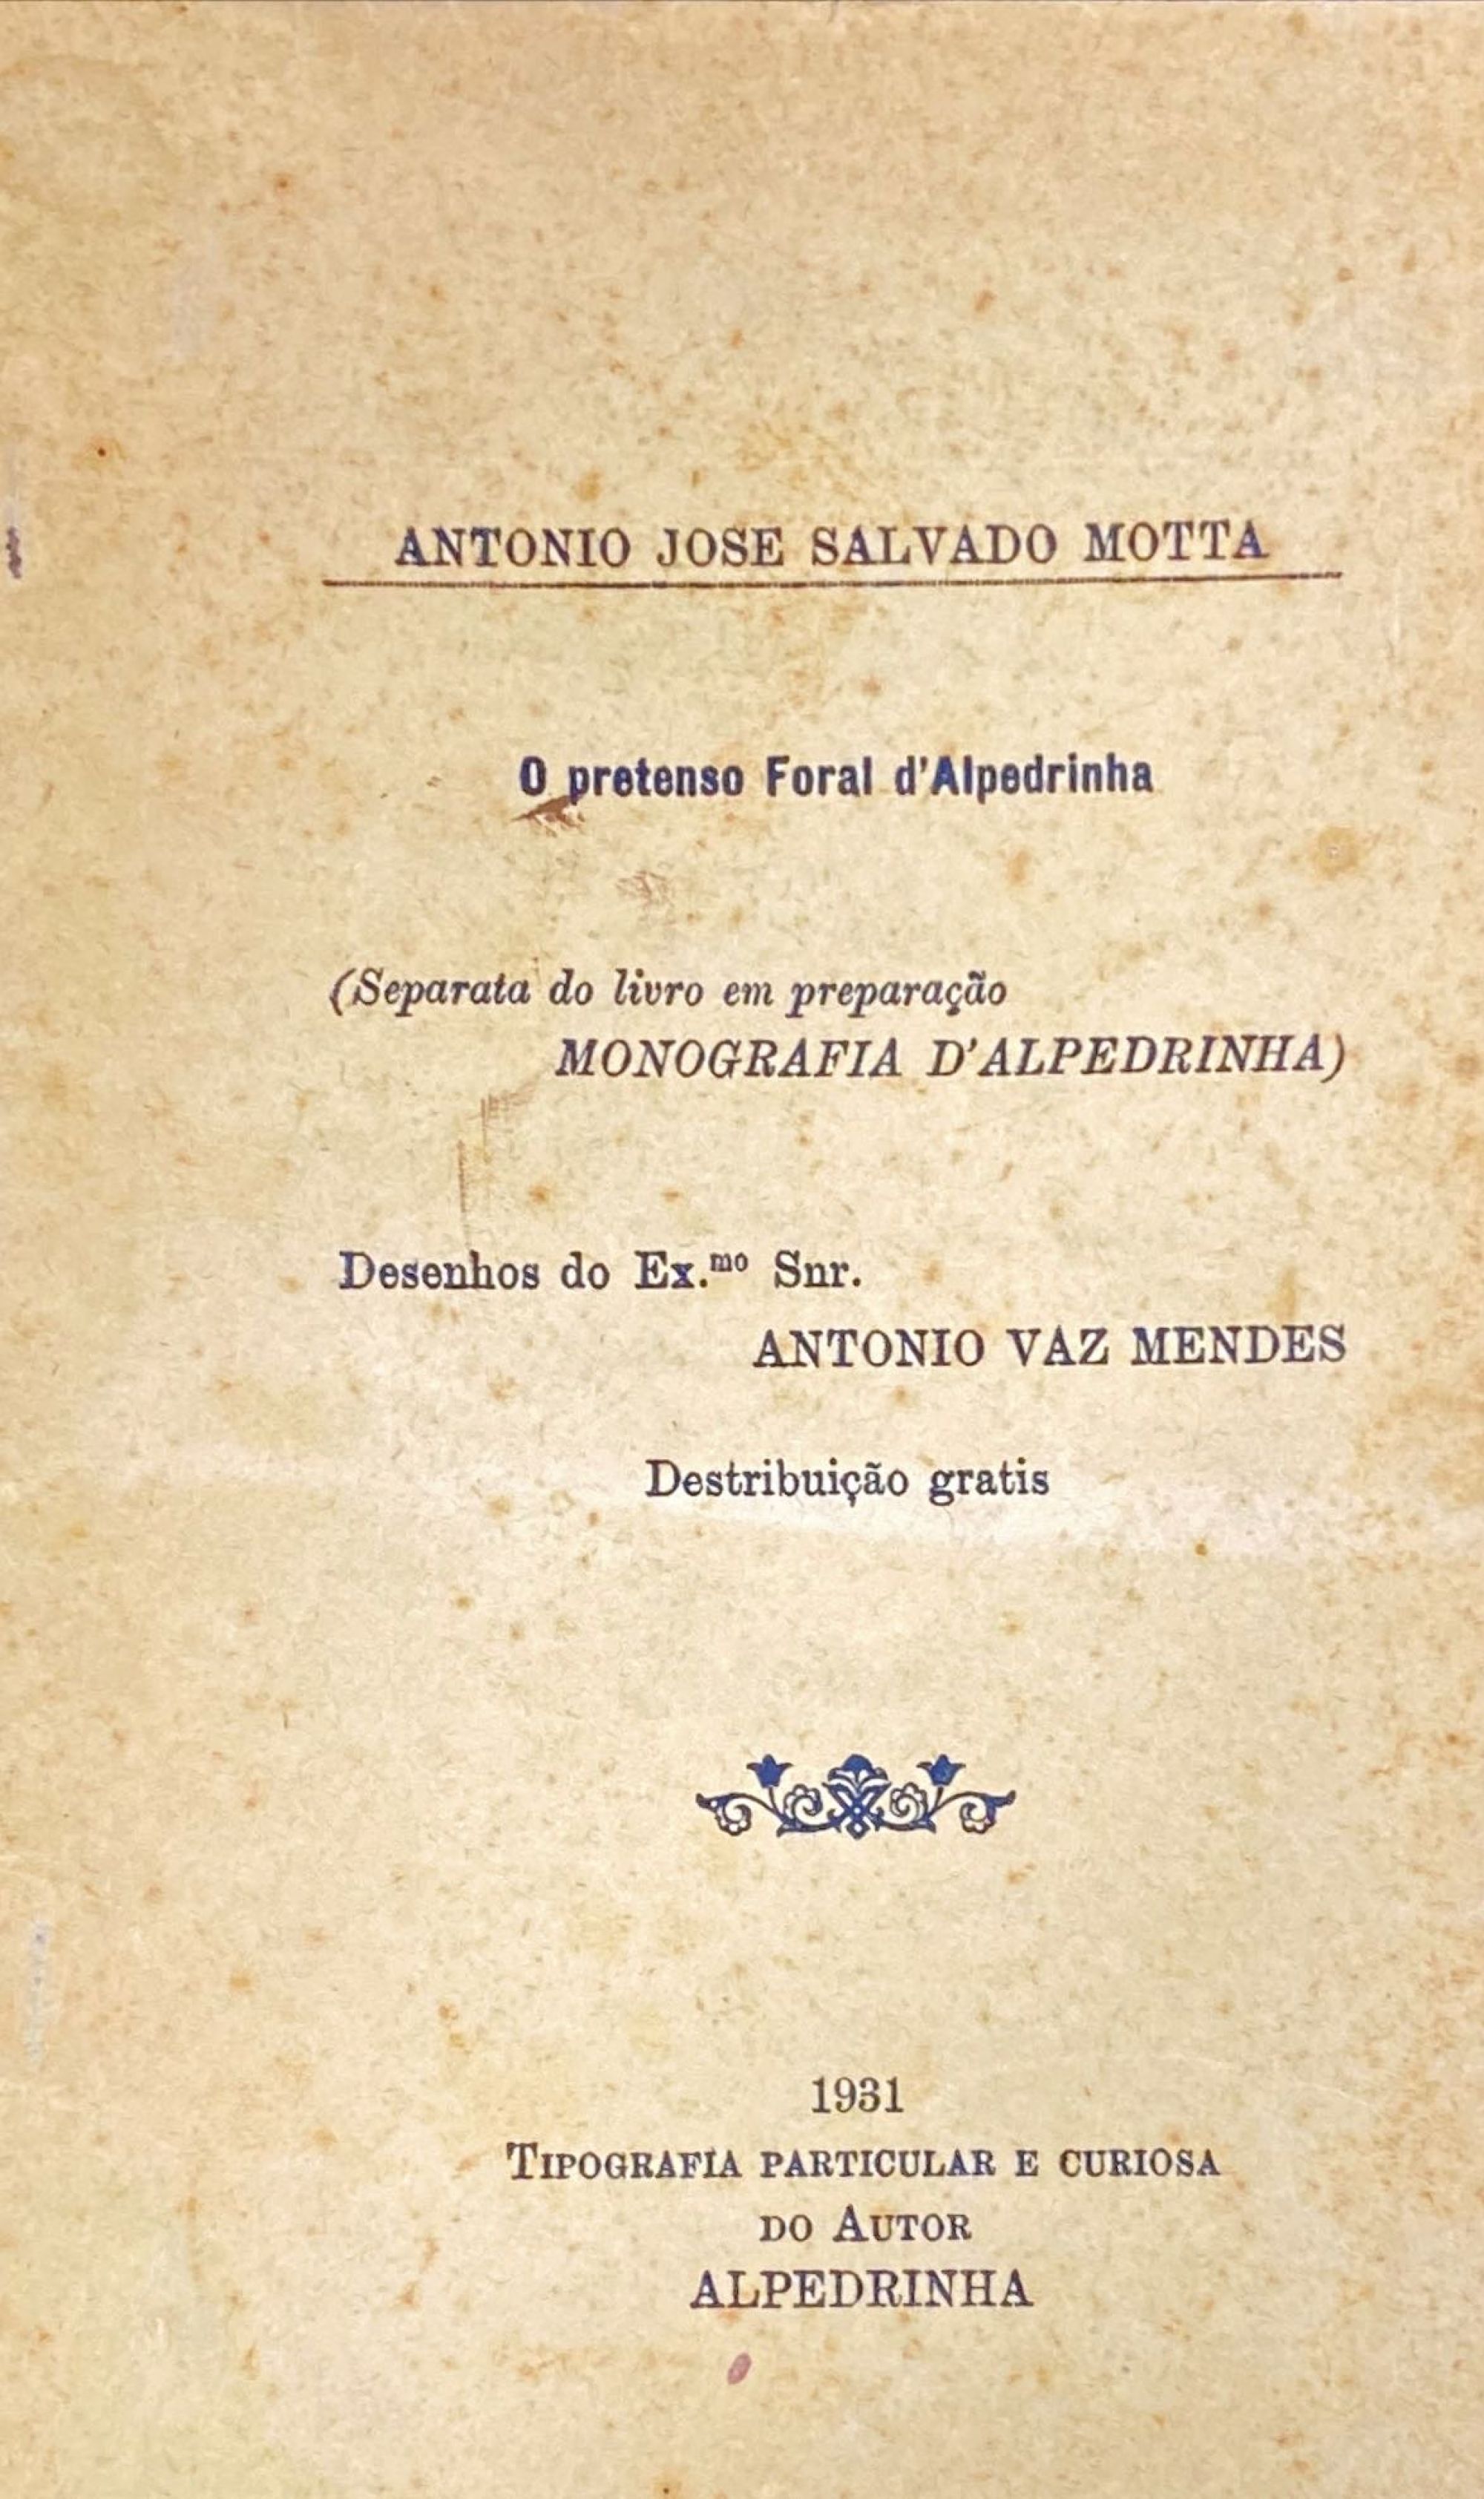 ANTONIO JOSE SALVADO MOTTA
O pretenso Foral d'Alpedrinha
(Separata do livro em preparação
MONOGRAFIA D'ALPEDRINHA)
Desenhos do Ex.ᵐᵒ Snr.
ANTONIO VAZ MENDES
Destribuição gratis
1931
TIPOGRAFIA PARTICULAR E CURIOSA
DO AUTOR
ALPEDRINHA